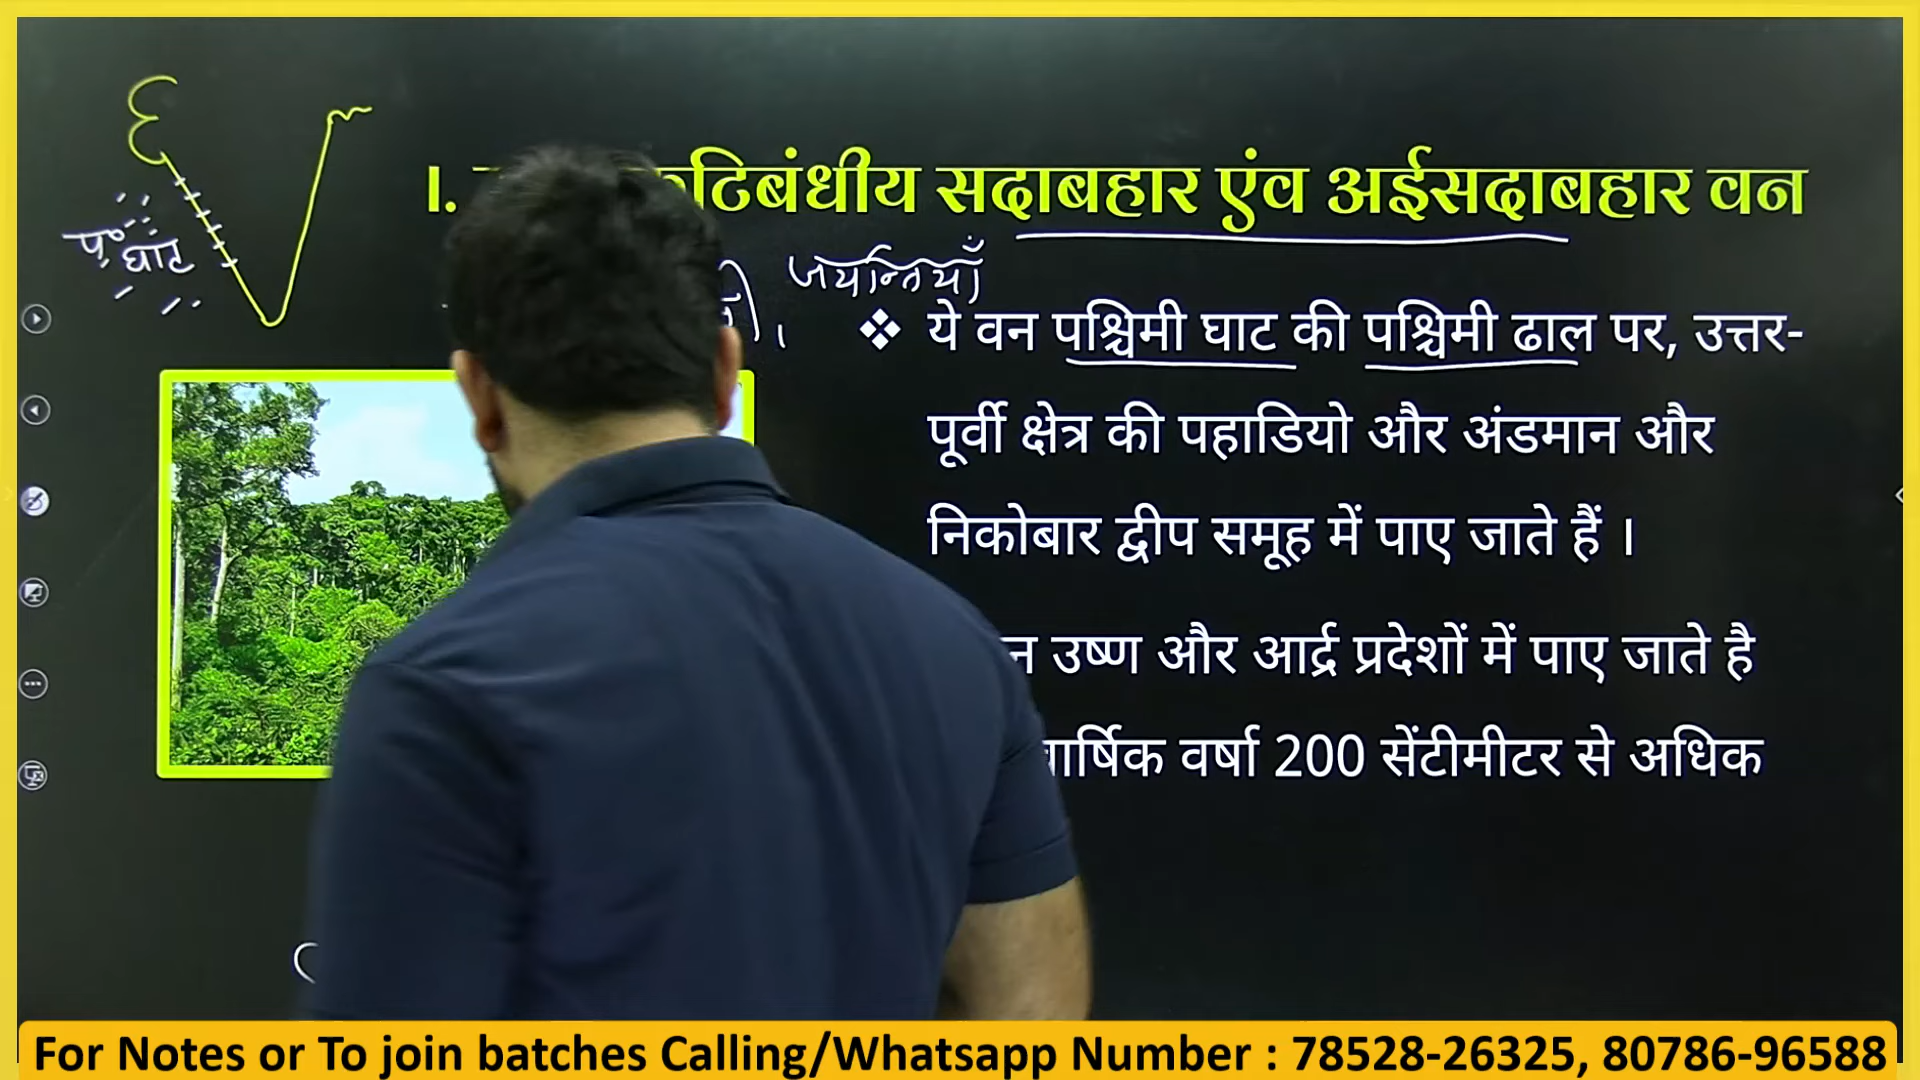 I. कटिबंधीय सदाबहार एंव अईसदाबहार वन
प० घाट
जयन्तियाँ
❖ ये वन पश्चिमी घाट की पश्चिमी ढाल पर, उत्तर-
पूर्वी क्षेत्र की पहाडियो और अंडमान और
निकोबार द्वीप समूह में पाए जाते हैं ।
उष्ण और आर्द्र प्रदेशों में पाए जाते है
वार्षिक वर्षा 200 सेंटीमीटर से अधिक
For Notes or To join batches Calling/Whatsapp Number : 78528-26325, 80786-96588